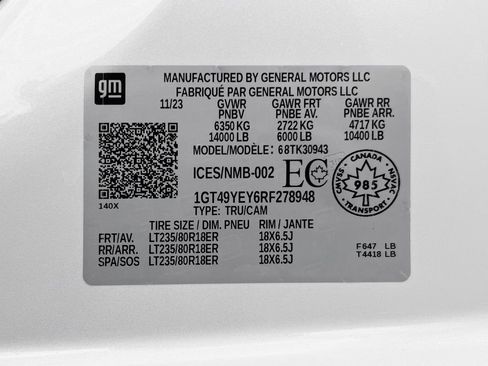 gm
MANUFACTURED BY GENERAL MOTORS LLC
FABRIQUÉ PAR GENERAL MOTORS LLC
11/23 GVWR GAWR FRT GAWR RR
PNBV PNBE AV. PNBE ARR.
6350 KG 2722 KG 4717 KG
14000 LB 6000 LB 10400 LB
MODEL/MODÈLE: 68TK30943
ICES/NMB-002 EC
CANADA
CMVSS 985 NSVAC
TRANSPORT
1GT49YEY6RF278948
140X TYPE: TRU/CAM
TIRE SIZE / DIM. PNEU RIM / JANTE
FRT/AV. LT235/80R18ER 18X6.5J
RR/ARR. LT235/80R18ER 18X6.5J
SPA/SOS LT235/80R18ER 18X6.5J
F647 LB
T4418 LB